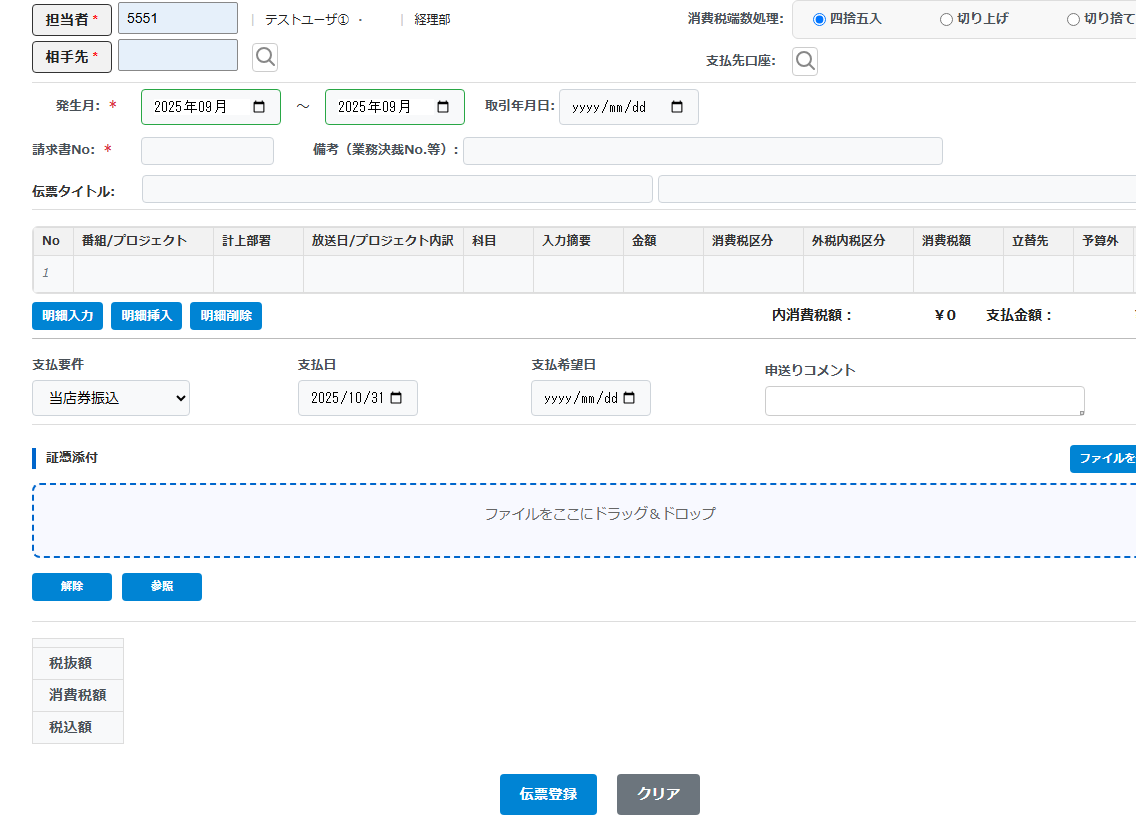 担当者 * 5551 | テストユーザ① ・ | 経理部 消費税端数処理: 四捨五入 切り上げ 切り捨て
相手先 * 支払先口座:
発生月: * 2025年09月 ～ 2025年09月 取引年月日: yyyy/mm/dd
請求書No: * 備考（業務決裁No.等）:
伝票タイトル:
No 番組/プロジェクト 計上部署 放送日/プロジェクト内訳 科目 入力摘要 金額 消費税区分 外税内税区分 消費税額 立替先 予算外
1
明細入力 明細挿入 明細削除 内消費税額： ￥0 支払金額：
支払要件 支払日 支払希望日 申送りコメント
当店券振込 2025/10/31 yyyy/mm/dd
証憑添付 ファイルを
ファイルをここにドラッグ＆ドロップ
解除 参照
税抜額
消費税額
税込額
伝票登録 クリア